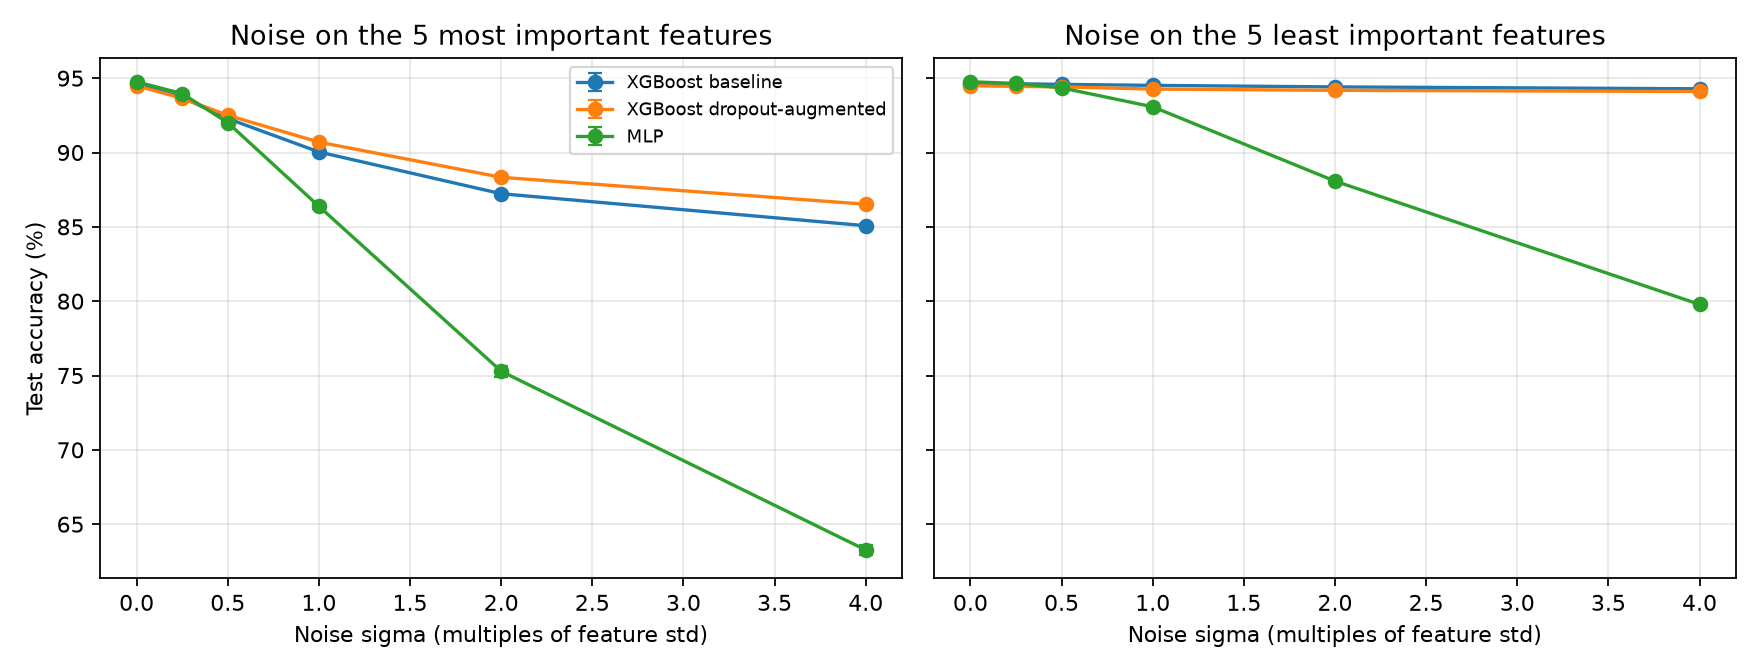 Noise on the 5 most important features
Noise on the 5 least important features
XGBoost baseline
XGBoost dropout-augmented
MLP
Test accuracy (%)
95
90
85
80
75
70
65
0.0 0.5 1.0 1.5 2.0 2.5 3.0 3.5 4.0
0.0 0.5 1.0 1.5 2.0 2.5 3.0 3.5 4.0
Noise sigma (multiples of feature std)
Noise sigma (multiples of feature std)